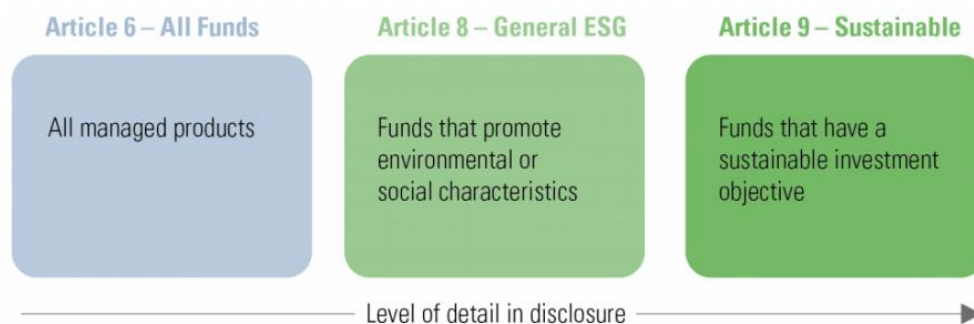 Article 6 – All Funds
Article 8 – General ESG
Article 9 – Sustainable
All managed products
Funds that promote
environmental or
social characteristics
Funds that have a
sustainable investment
objective
Level of detail in disclosure